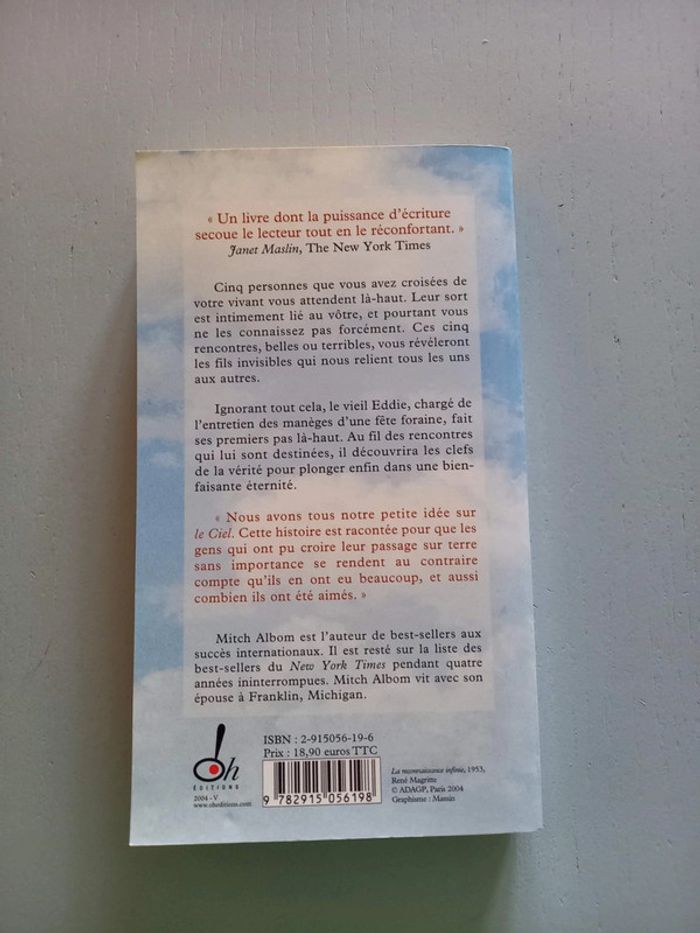 « Un livre dont la puissance d'écriture
secoue le lecteur tout en le réconfortant. »
Janet Maslin, The New York Times
Cinq personnes que vous avez croisées de
votre vivant vous attendent là-haut. Leur sort
est intimement lié au vôtre, et pourtant vous
ne les connaissez pas forcément. Ces cinq
rencontres, belles ou terribles, vous révéleront
les fils invisibles qui nous relient tous les uns
aux autres.
Ignorant tout cela, le vieil Eddie, chargé de
l'entretien des manèges d'une fête foraine, fait
ses premiers pas là-haut. Au fil des rencontres
qui lui sont destinées, il découvrira les clefs
de la vérité pour plonger enfin dans une bien-
faisante éternité.
« Nous avons tous notre petite idée sur
le Ciel. Cette histoire est racontée pour que les
gens qui ont pu croire leur passage sur terre
sans importance se rendent au contraire
compte qu'ils en ont eu beaucoup, et aussi
combien ils ont été aimés. »
Mitch Albom est l'auteur de best-sellers aux
succès internationaux. Il est resté sur la liste des
best-sellers du New York Times pendant quatre
années ininterrompues. Mitch Albom vit avec son
épouse à Franklin, Michigan.
Oh
ÉDITIONS
2004 - V
www.oheditions.com
ISBN : 2-915056-19-6
Prix : 18,90 euros TTC
9 782915 056198
La reconnaissance infinie, 1953,
René Magritte
© ADAGP, Paris 2004
Graphisme : Massin